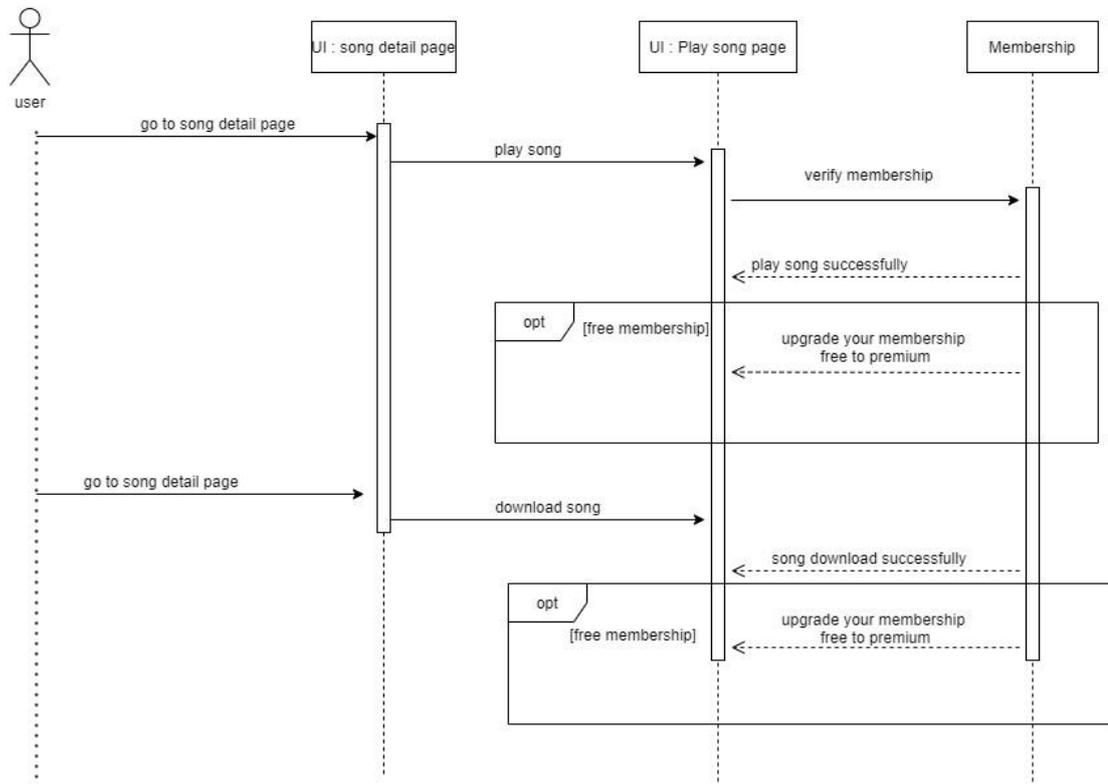 UI : song detail page
UI : Play song page
Membership
user
go to song detail page
play song
verify membership
play song successfully
opt
[free membership]
upgrade your membership
free to premium
go to song detail page
download song
song download successfully
opt
[free membership]
upgrade your membership
free to premium